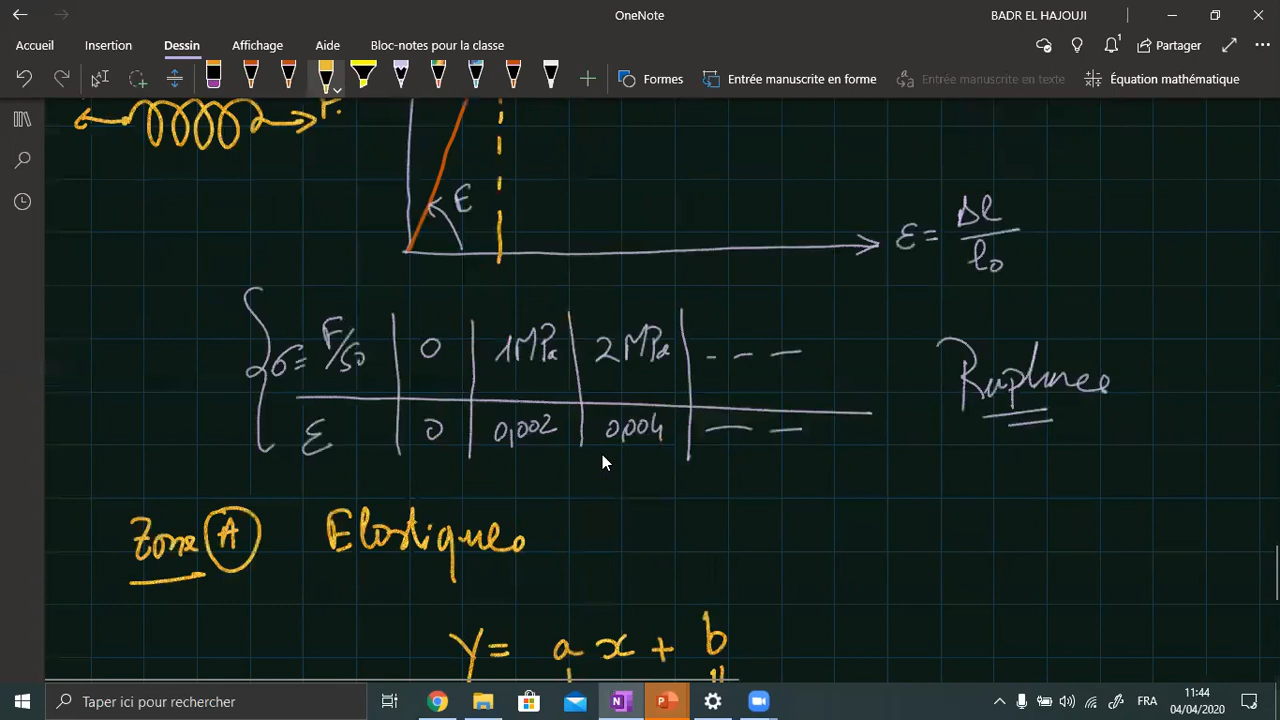 OneNote
BADR EL HAJOUJI
Accueil Insertion Dessin Affichage Aide Bloc-notes pour la classe
Partager
Formes Entrée manuscrite en forme Entrée manuscrite en texte Équation mathématique
F.
E
ε = Δl / l₀
σ = F/S₀ 0 1MPa 2MPa - - -
ε 0 0,002 0,004 — —
Rupture
Zone A Elastique
y = a x + b
Taper ici pour rechercher
FRA
11:44
04/04/2020